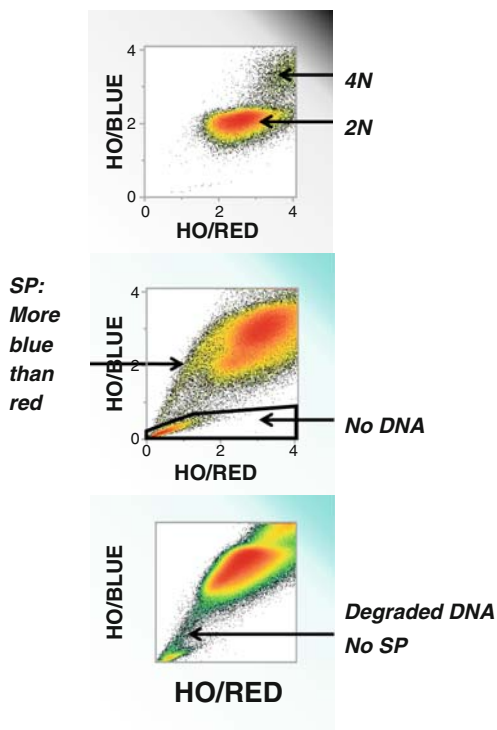 4
HO/BLUE
2
0
0 2 4
HO/RED
4N
2N
SP:
More
blue
than
red
4
HO/BLUE
2
0
0 2 4
HO/RED
No DNA
HO/BLUE
HO/RED
Degraded DNA
No SP